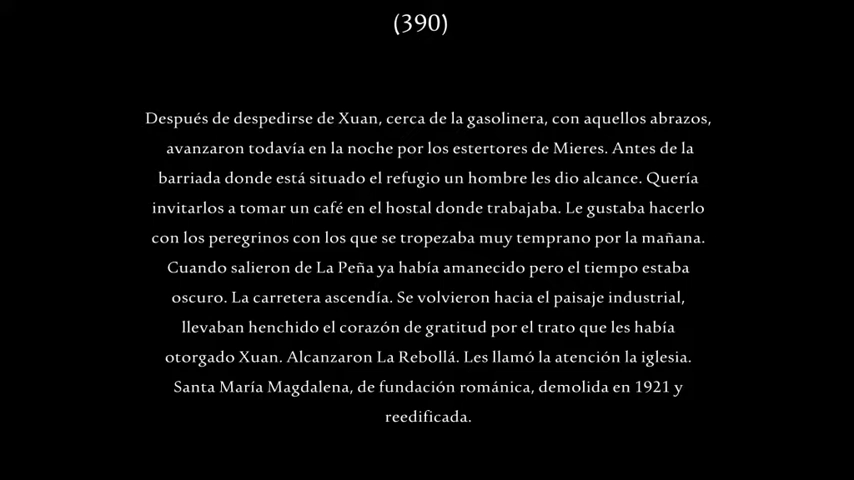 (390)
Después de despedirse de Xuan, cerca de la gasolinera, con aquellos abrazos,
avanzaron todavía en la noche por los estertores de Mieres. Antes de la
barriada donde está situado el refugio un hombre les dio alcance. Quería
invitarlos a tomar un café en el hostal donde trabajaba. Le gustaba hacerlo
con los peregrinos con los que se tropezaba muy temprano por la mañana.
Cuando salieron de La Peña ya había amanecido pero el tiempo estaba
oscuro. La carretera ascendía. Se volvieron hacia el paisaje industrial,
llevaban henchido el corazón de gratitud por el trato que les había
otorgado Xuan. Alcanzaron La Rebollá. Les llamó la atención la iglesia.
Santa María Magdalena, de fundación románica, demolida en 1921 y
reedificada.